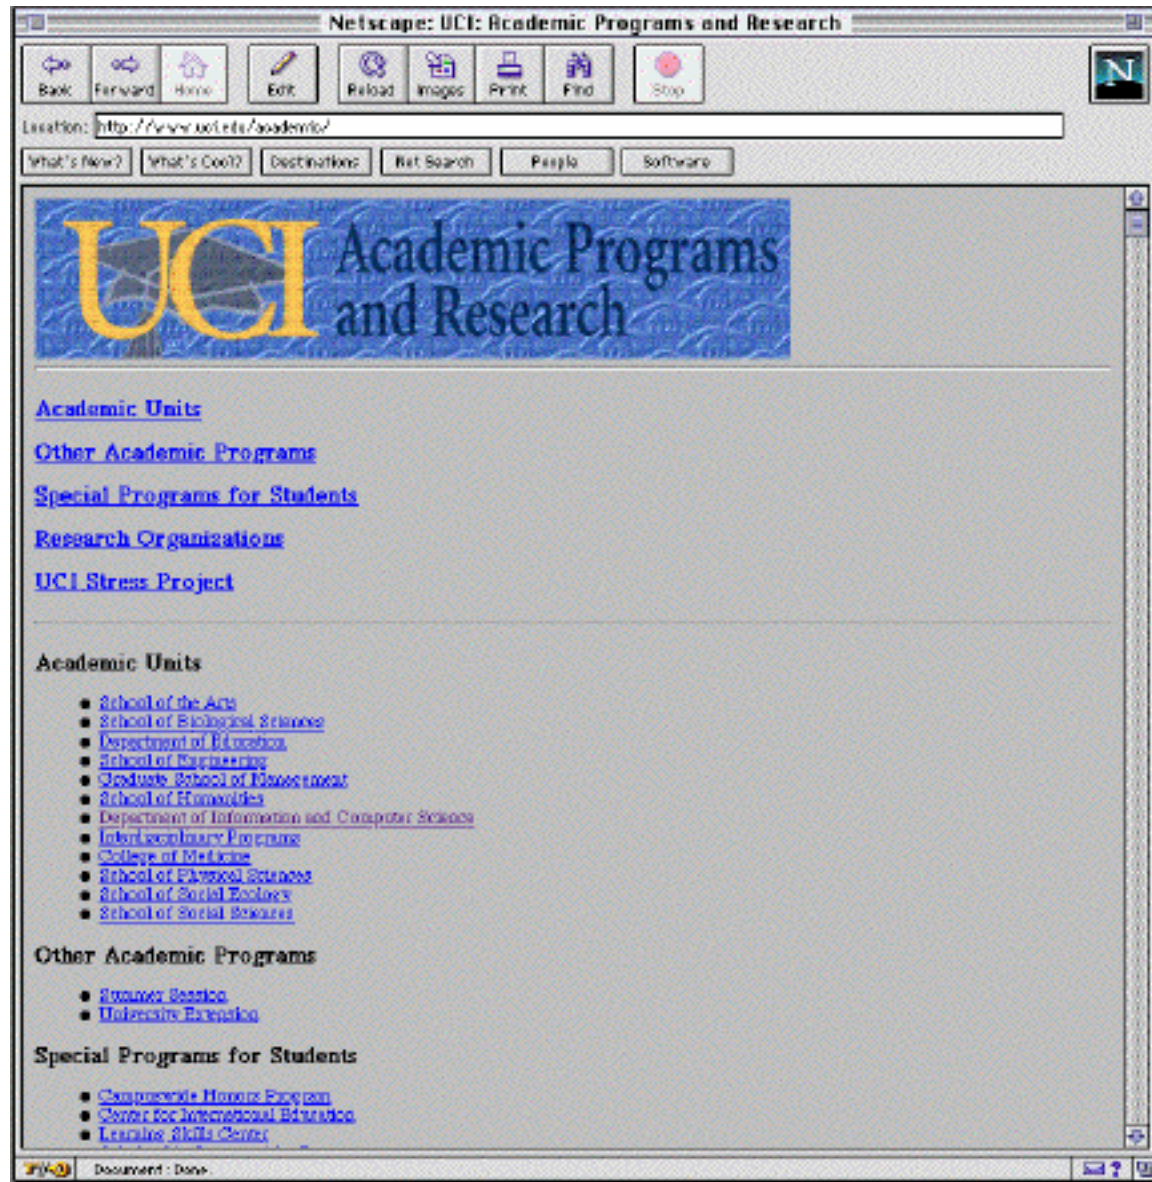 Netscape: UCI: Academic Programs and Research
Back Forward Home Edit Reload Images Print Find Stop
N
Location: http://www.uci.edu/academic/
What's New? What's Cool? Destinations Net Search People Software
UCI Academic Programs
and Research
Academic Units
Other Academic Programs
Special Programs for Students
Research Organizations
UCI Stress Project
Academic Units
School of the Arts
School of Biological Sciences
Department of Education
School of Engineering
Graduate School of Management
School of Humanities
Department of Information and Computer Science
Interdisciplinary Programs
College of Medicine
School of Physical Sciences
School of Social Ecology
School of Social Sciences
Other Academic Programs
Summer Session
University Extension
Special Programs for Students
Campuswide Honors Program
Center for International Education
Learning Skills Center
Document : Done.
?